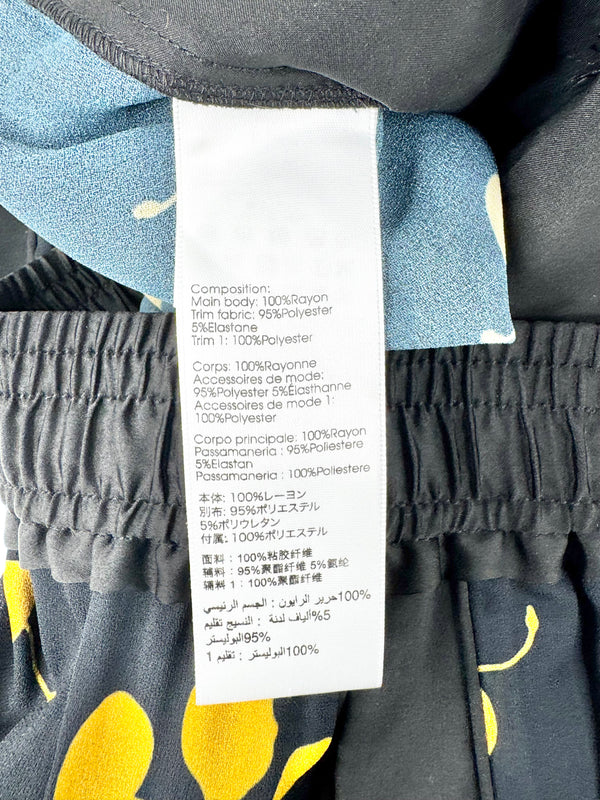 Composition:
Main body: 100%Rayon
Trim fabric: 95%Polyester
5%Elastane
Trim 1: 100%Polyester
Corps: 100%Rayonne
Accessoires de mode:
95%Polyester 5%Élasthanne
Accessoires de mode 1:
100%Polyester
Corpo principale: 100%Rayon
Passamaneria : 95%Poliestere
5%Elastan
Passamaneria : 100%Poliestere
本体: 100%レーヨン
別布: 95%ポリエステル
5%ポリウレタン
付属: 100%ポリエステル
面料：100%粘胶纤维
辅料：95%聚酯纤维 5%氨纶
辅料 1：100%聚酯纤维
100%حرير الرايون : الجسم الرئيسي
5%ألياف لدنة : النسيج تقليم
95%البوليستر
100%البوليستر : تقليم 1